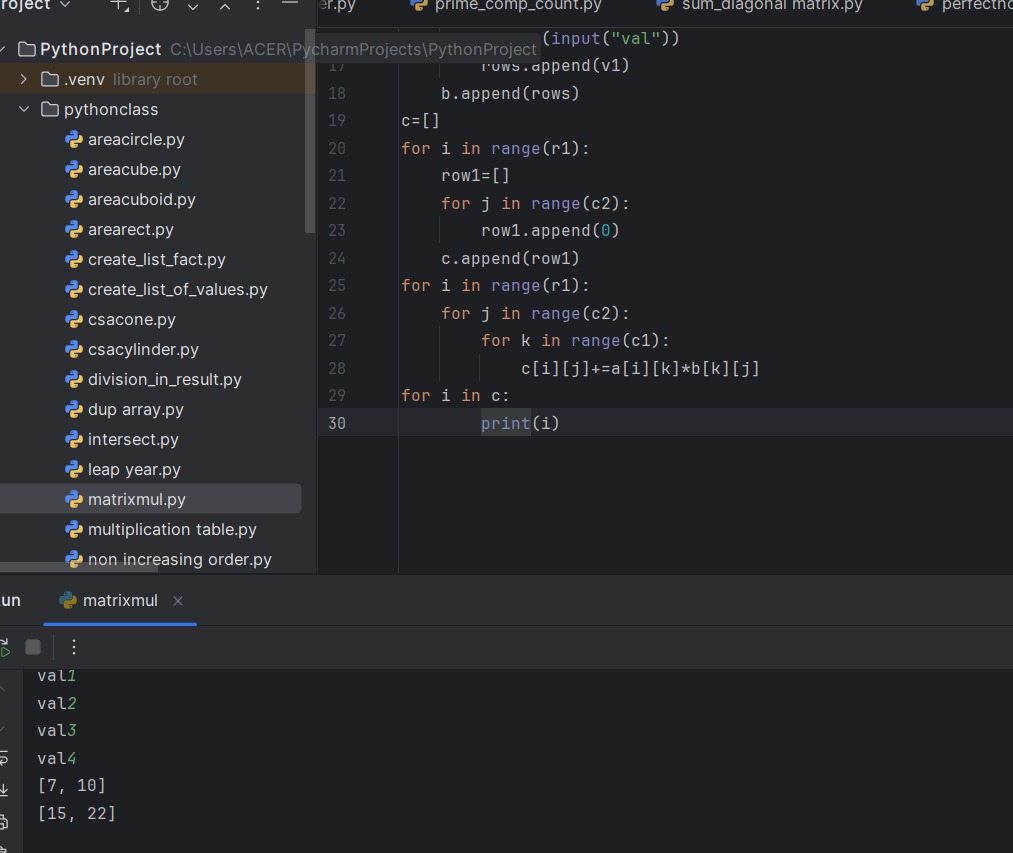 roject
er.py
prime_comp_count.py
sum_diagonal matrix.py
PythonProject C:\Users\ACER\PycharmProjects\PythonProject
.venv library root
pythonclass
areacircle.py
areacube.py
areacuboid.py
arearect.py
create_list_fact.py
create_list_of_values.py
csacone.py
csacylinder.py
division_in_result.py
dup array.py
intersect.py
leap year.py
matrixmul.py
multiplication table.py
non increasing order.py
(input("val"))
17 rows.append(v1)
18 b.append(rows)
19 c=[]
20 for i in range(r1):
21 row1=[]
22 for j in range(c2):
23 row1.append(0)
24 c.append(row1)
25 for i in range(r1):
26 for j in range(c2):
27 for k in range(c1):
28 c[i][j]+=a[i][k]*b[k][j]
29 for i in c:
30 print(i)
un
matrixmul
val1
val2
val3
val4
[7, 10]
[15, 22]